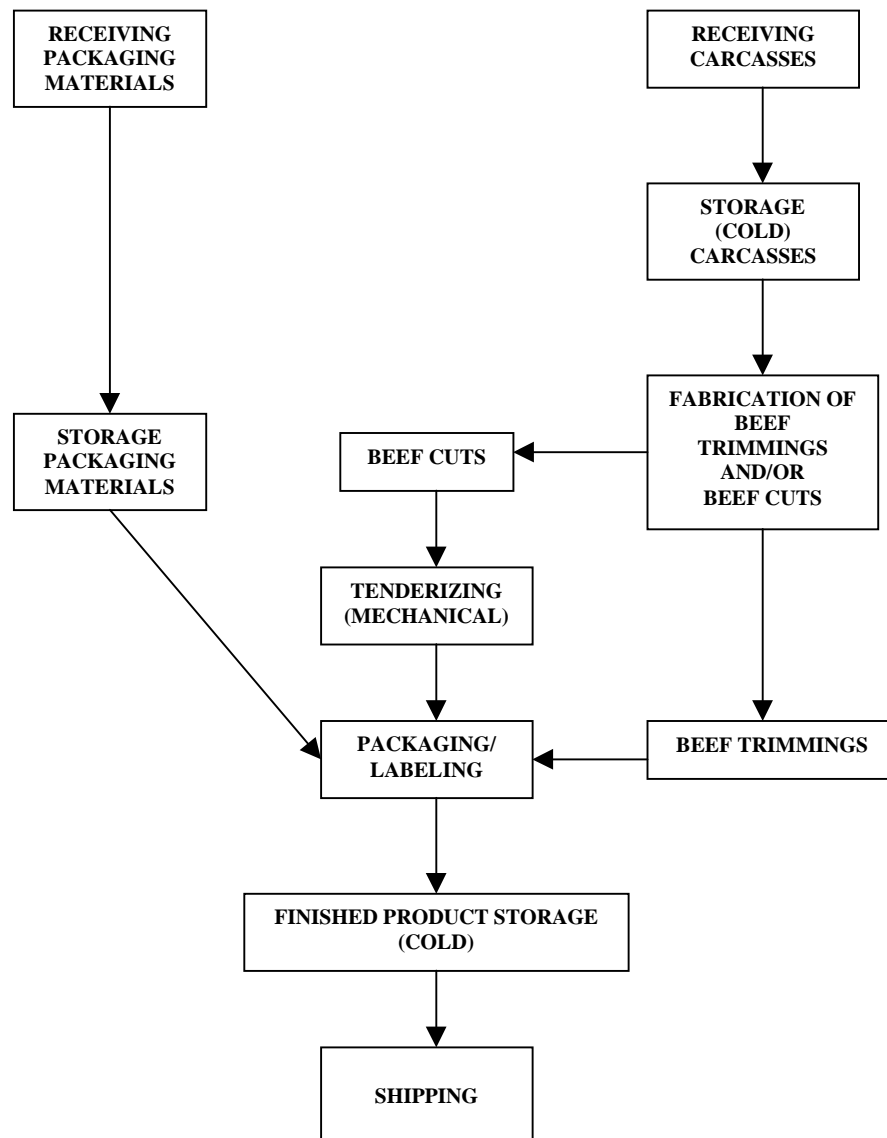 RECEIVING
PACKAGING
MATERIALS
RECEIVING
CARCASSES
STORAGE
(COLD)
CARCASSES
STORAGE
PACKAGING
MATERIALS
BEEF CUTS
FABRICATION OF
BEEF
TRIMMINGS
AND/OR
BEEF CUTS
TENDERIZING
(MECHANICAL)
PACKAGING/
LABELING
BEEF TRIMMINGS
FINISHED PRODUCT STORAGE
(COLD)
SHIPPING